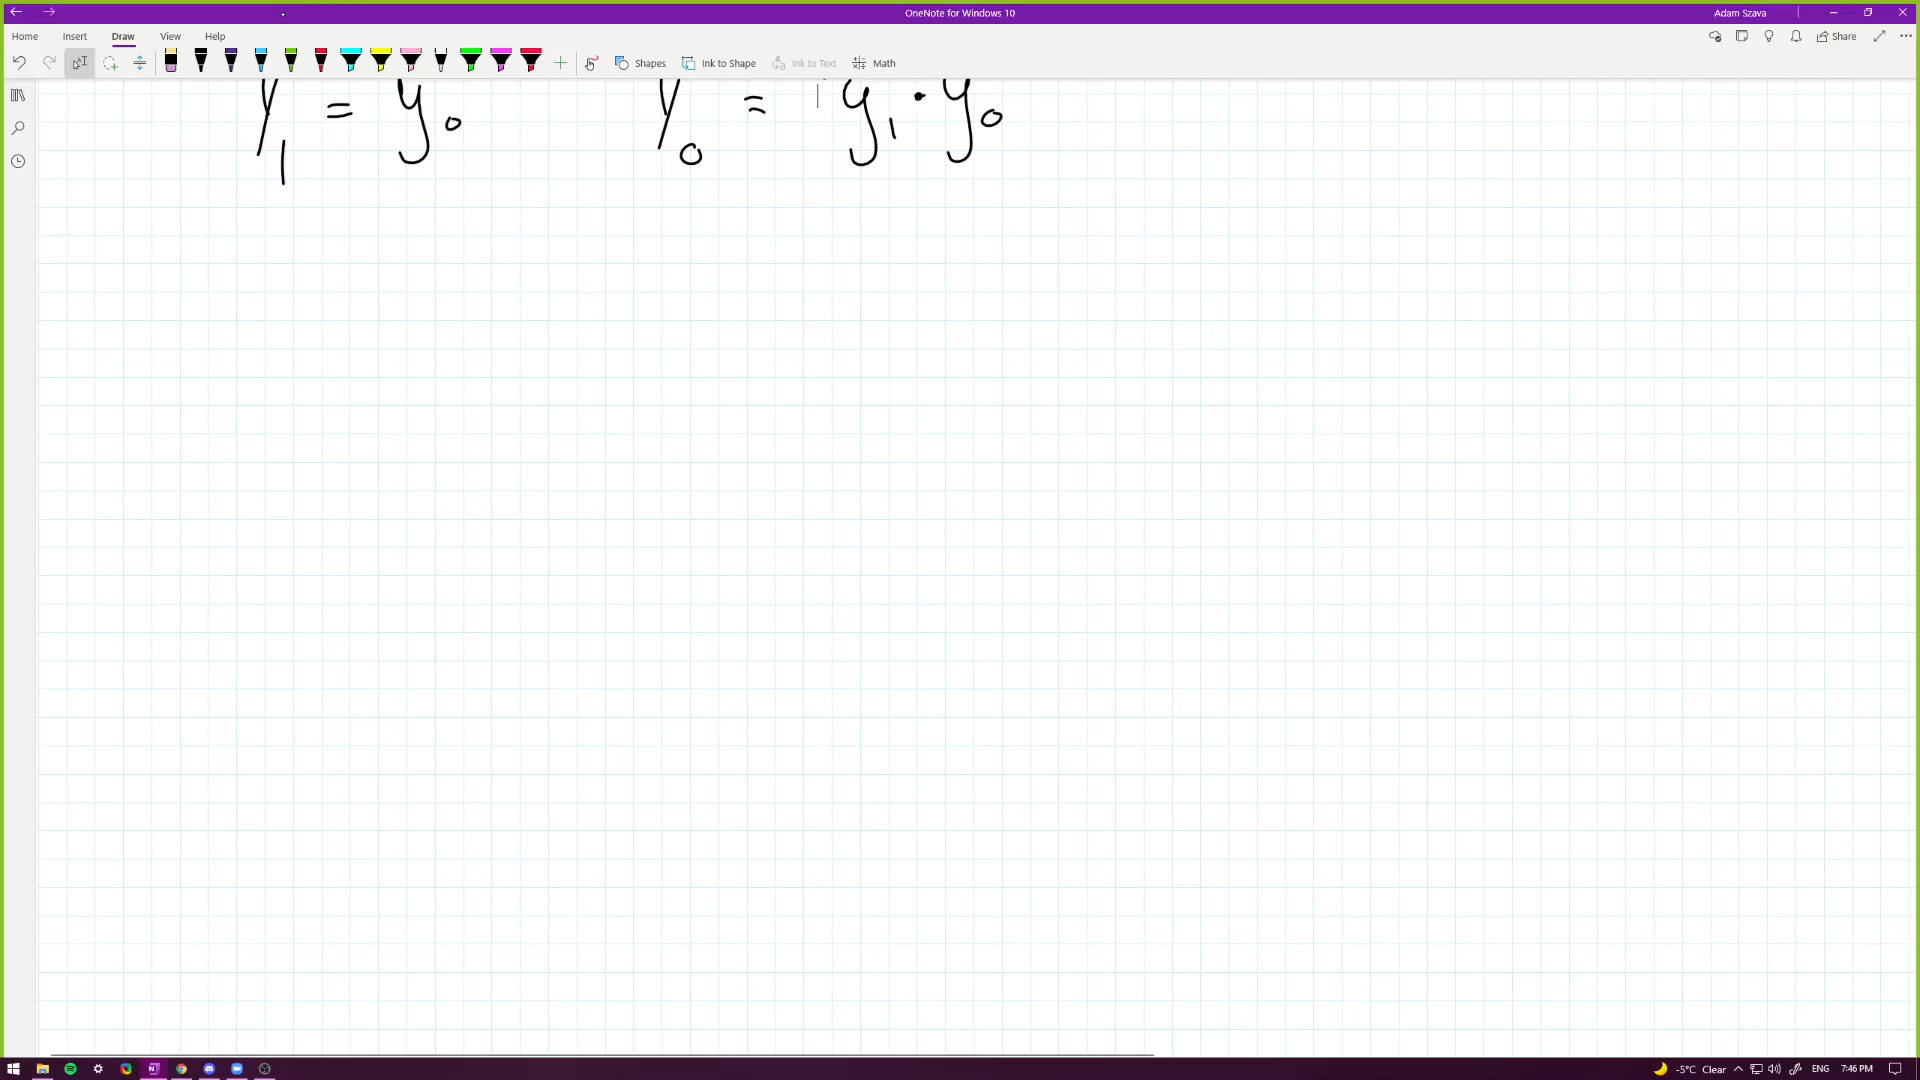 OneNote for Windows 10 Adam Szava
Home Insert Draw View Help Share
Shapes Ink to Shape Ink to Text Math
Y₁ = y₀ Y₀ = y₁ · y₀
-5°C Clear ENG 7:46 PM